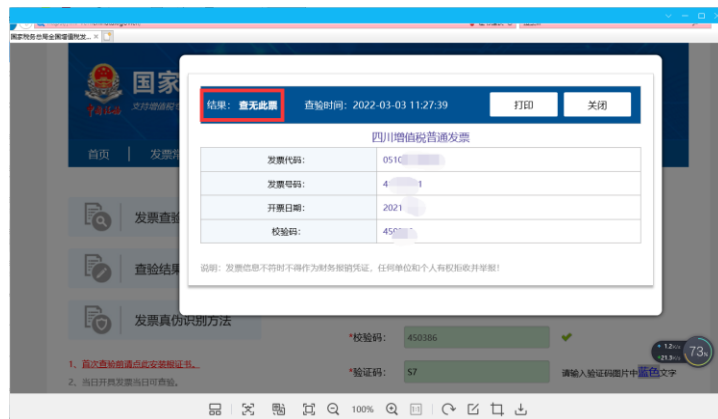 国家税务总局全国增值税发... ×
国家
中国税务
首页
发票
结果： 查无此票
查验时间：2022-03-03 11:27:39
打印
关闭
四川增值税普通发票
发票代码： 051
发票号码： 4 1
开票日期： 2021
校验码： 45
说明：发票信息不符时不得作为财务报销凭证，任何单位和个人有权拒收并举报！
发票查验
查验结果
发票真伪识别方法
*校验码： 450386
1、首次查验前请点此安装根证书。
*验证码： S7
请输入验证码图片中蓝色文字
2、当日开具发票当日可查验。
73%
100%
1:1